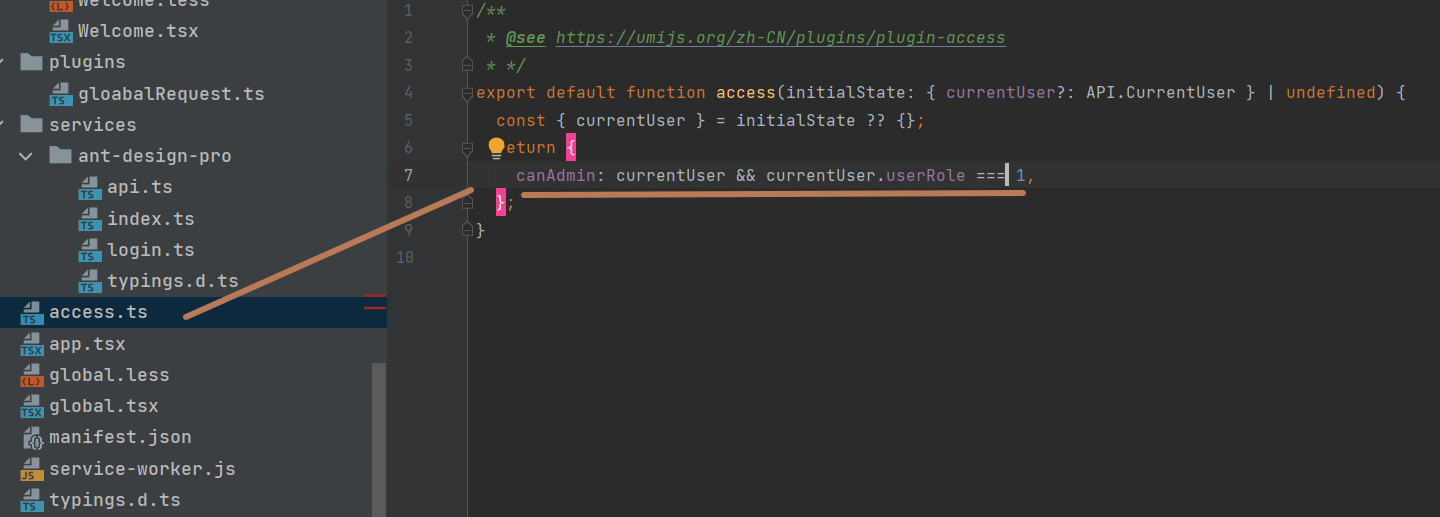 Welcome.less
Welcome.tsx
plugins
gloabalRequest.ts
services
ant-design-pro
api.ts
index.ts
login.ts
typings.d.ts
access.ts
app.tsx
global.less
global.tsx
manifest.json
service-worker.js
typings.d.ts
1 /**
2 * @see https://umijs.org/zh-CN/plugins/plugin-access
3 * */
4 export default function access(initialState: { currentUser?: API.CurrentUser } | undefined) {
5 const { currentUser } = initialState ?? {};
6 eturn {
7 canAdmin: currentUser && currentUser.userRole === 1,
8 };
9 }
10